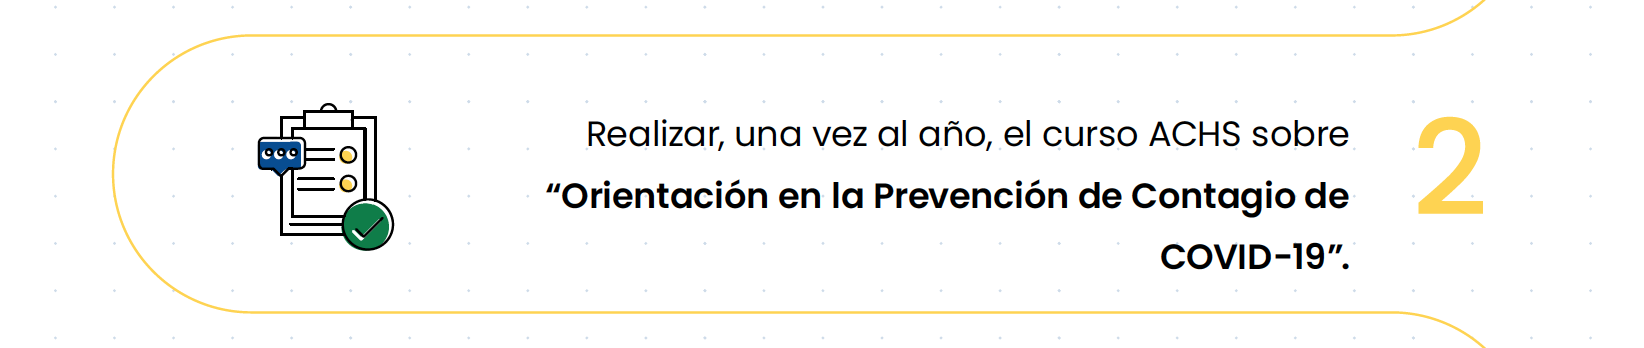 Realizar, una vez al año, el curso ACHS sobre
“Orientación en la Prevención de Contagio de
COVID-19”.
2